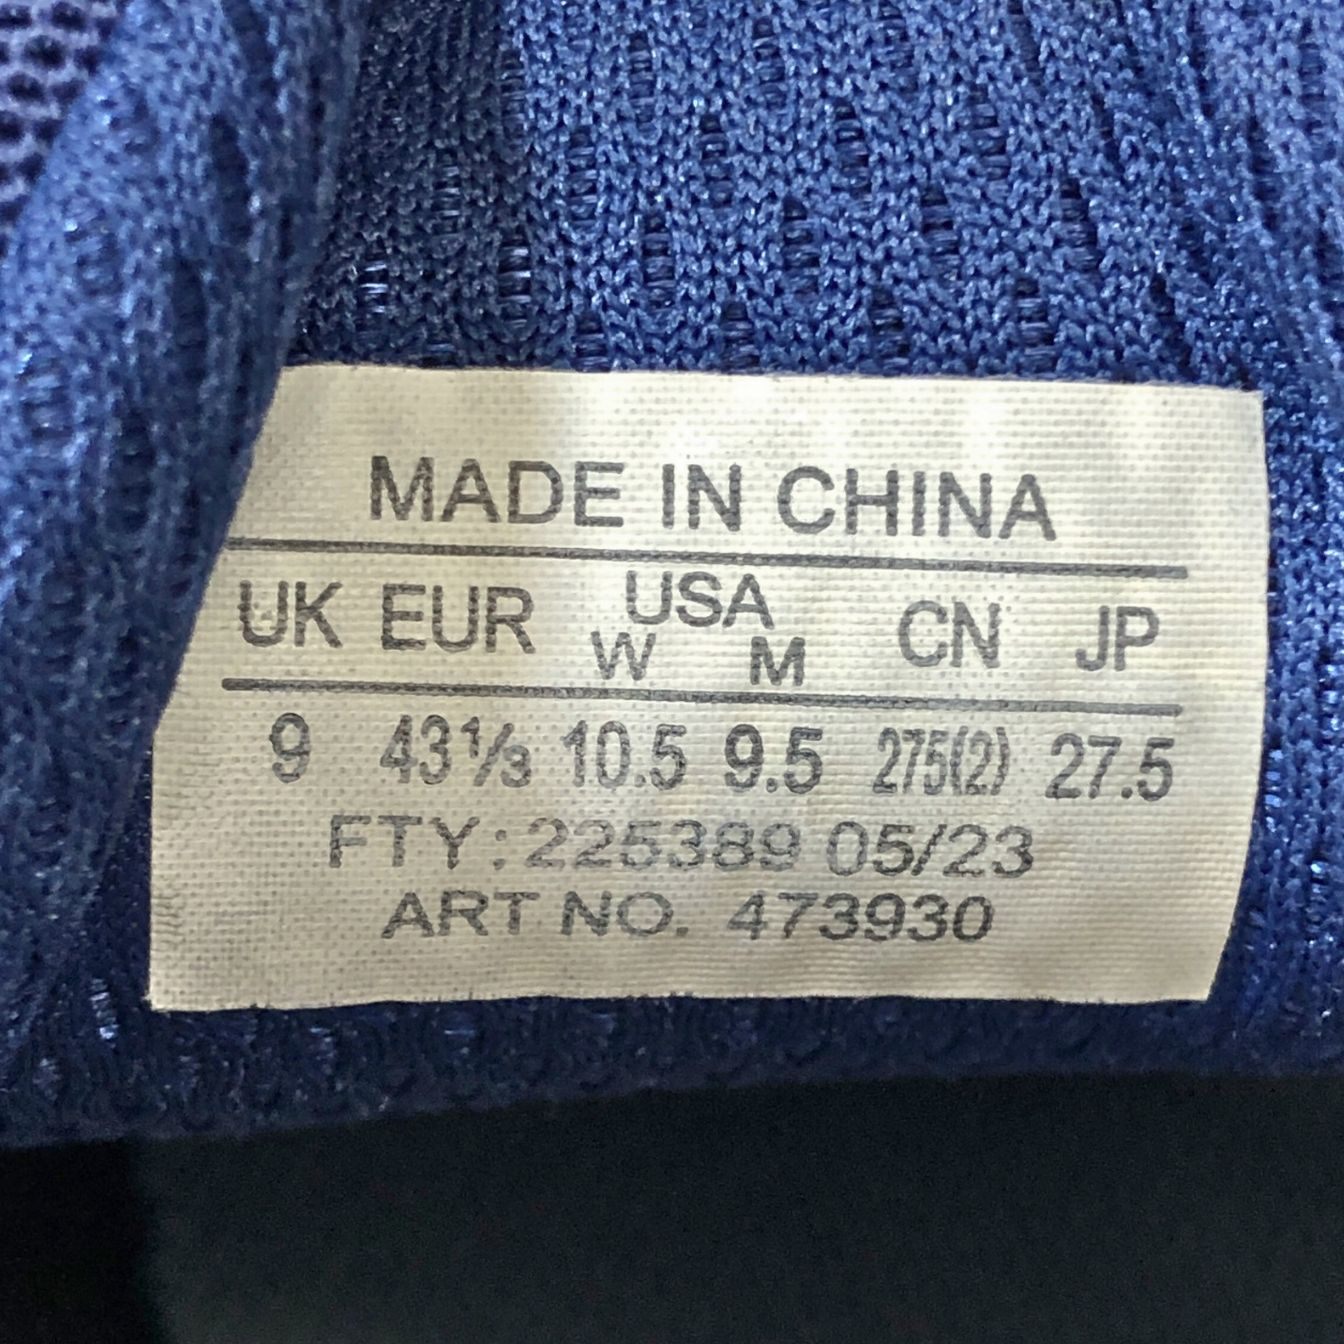 MADE IN CHINA
UK EUR USA CN JP
W M
9 43⅓ 10.5 9.5 275(2) 27.5
FTY: 225389 05/23
ART NO. 473930